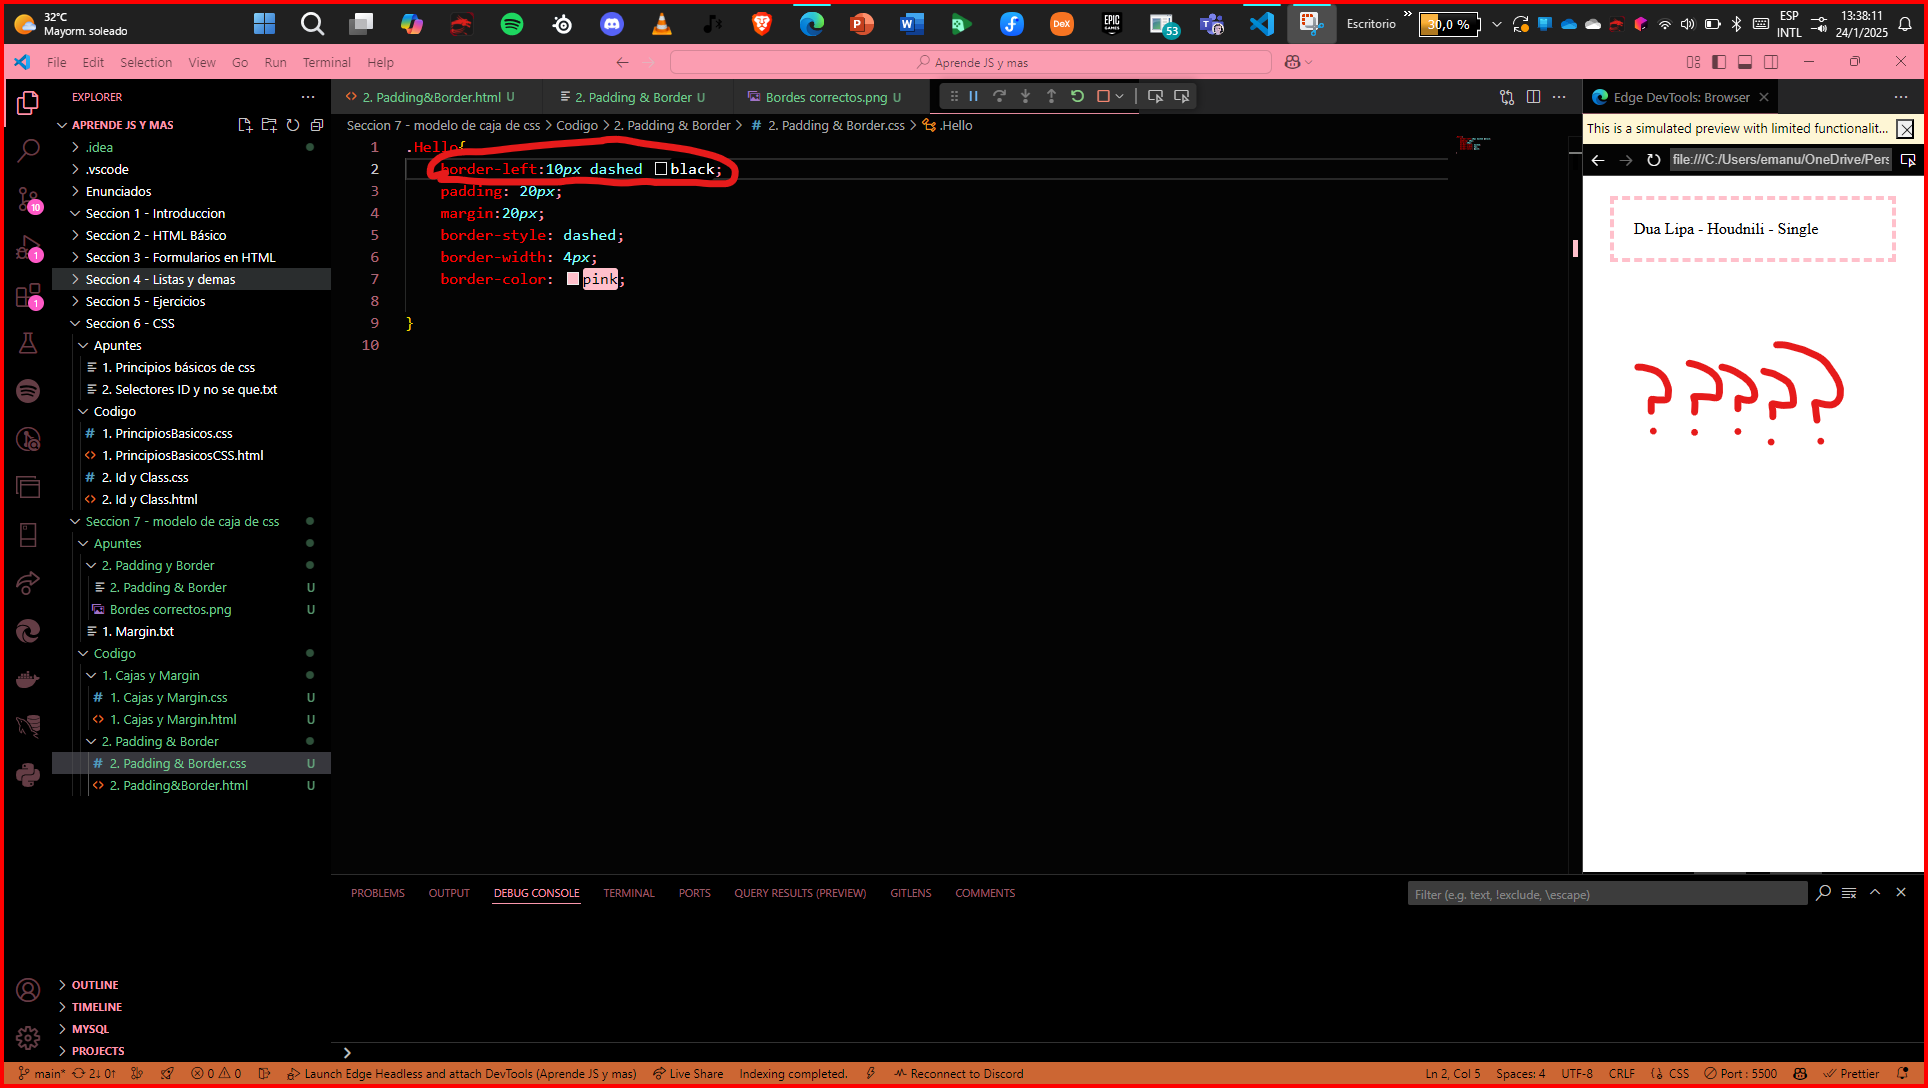 32°C
Mayorm. soleado
Escritorio
30,0 %
ESP
INTL
13:38:11
24/1/2025
File Edit Selection View Go Run Terminal Help
Aprende JS y mas
EXPLORER
APRENDE JS Y MAS
.idea
.vscode
Enunciados
Seccion 1 - Introduccion
Seccion 2 - HTML Básico
Seccion 3 - Formularios en HTML
Seccion 4 - Listas y demas
Seccion 5 - Ejercicios
Seccion 6 - CSS
Apuntes
1. Principios básicos de css
2. Selectores ID y no se que.txt
Codigo
1. PrincipiosBasicos.css
1. PrincipiosBasicosCSS.html
2. Id y Class.css
2. Id y Class.html
Seccion 7 - modelo de caja de css
Apuntes
2. Padding y Border
2. Padding & Border U
Bordes correctos.png U
1. Margin.txt
Codigo
1. Cajas y Margin
1. Cajas y Margin.css U
1. Cajas y Margin.html U
2. Padding & Border
2. Padding & Border.css U
2. Padding&Border.html U
OUTLINE
TIMELINE
MYSQL
PROJECTS
2. Padding&Border.html U
2. Padding & Border U
Bordes correctos.png U
Seccion 7 - modelo de caja de css > Codigo > 2. Padding & Border > # 2. Padding & Border.css > .Hello
1 .Hello{
2 border-left:10px dashed black;
3 padding: 20px;
4 margin:20px;
5 border-style: dashed;
6 border-width: 4px;
7 border-color: pink;
8
9 }
10
Edge DevTools: Browser
This is a simulated preview with limited functionalit...
file:///C:/Users/emanu/OneDrive/Pers
Dua Lipa - Houdnili - Single
? ? ? ? ?
PROBLEMS OUTPUT DEBUG CONSOLE TERMINAL PORTS QUERY RESULTS (PREVIEW) GITLENS COMMENTS
Filter (e.g. text, !exclude, \escape)
main* 2↓ 0↑ 0 0 Launch Edge Headless and attach DevTools (Aprende JS y mas) Live Share Indexing completed. Reconnect to Discord
Ln 2, Col 5 Spaces: 4 UTF-8 CRLF CSS Port : 5500 Prettier